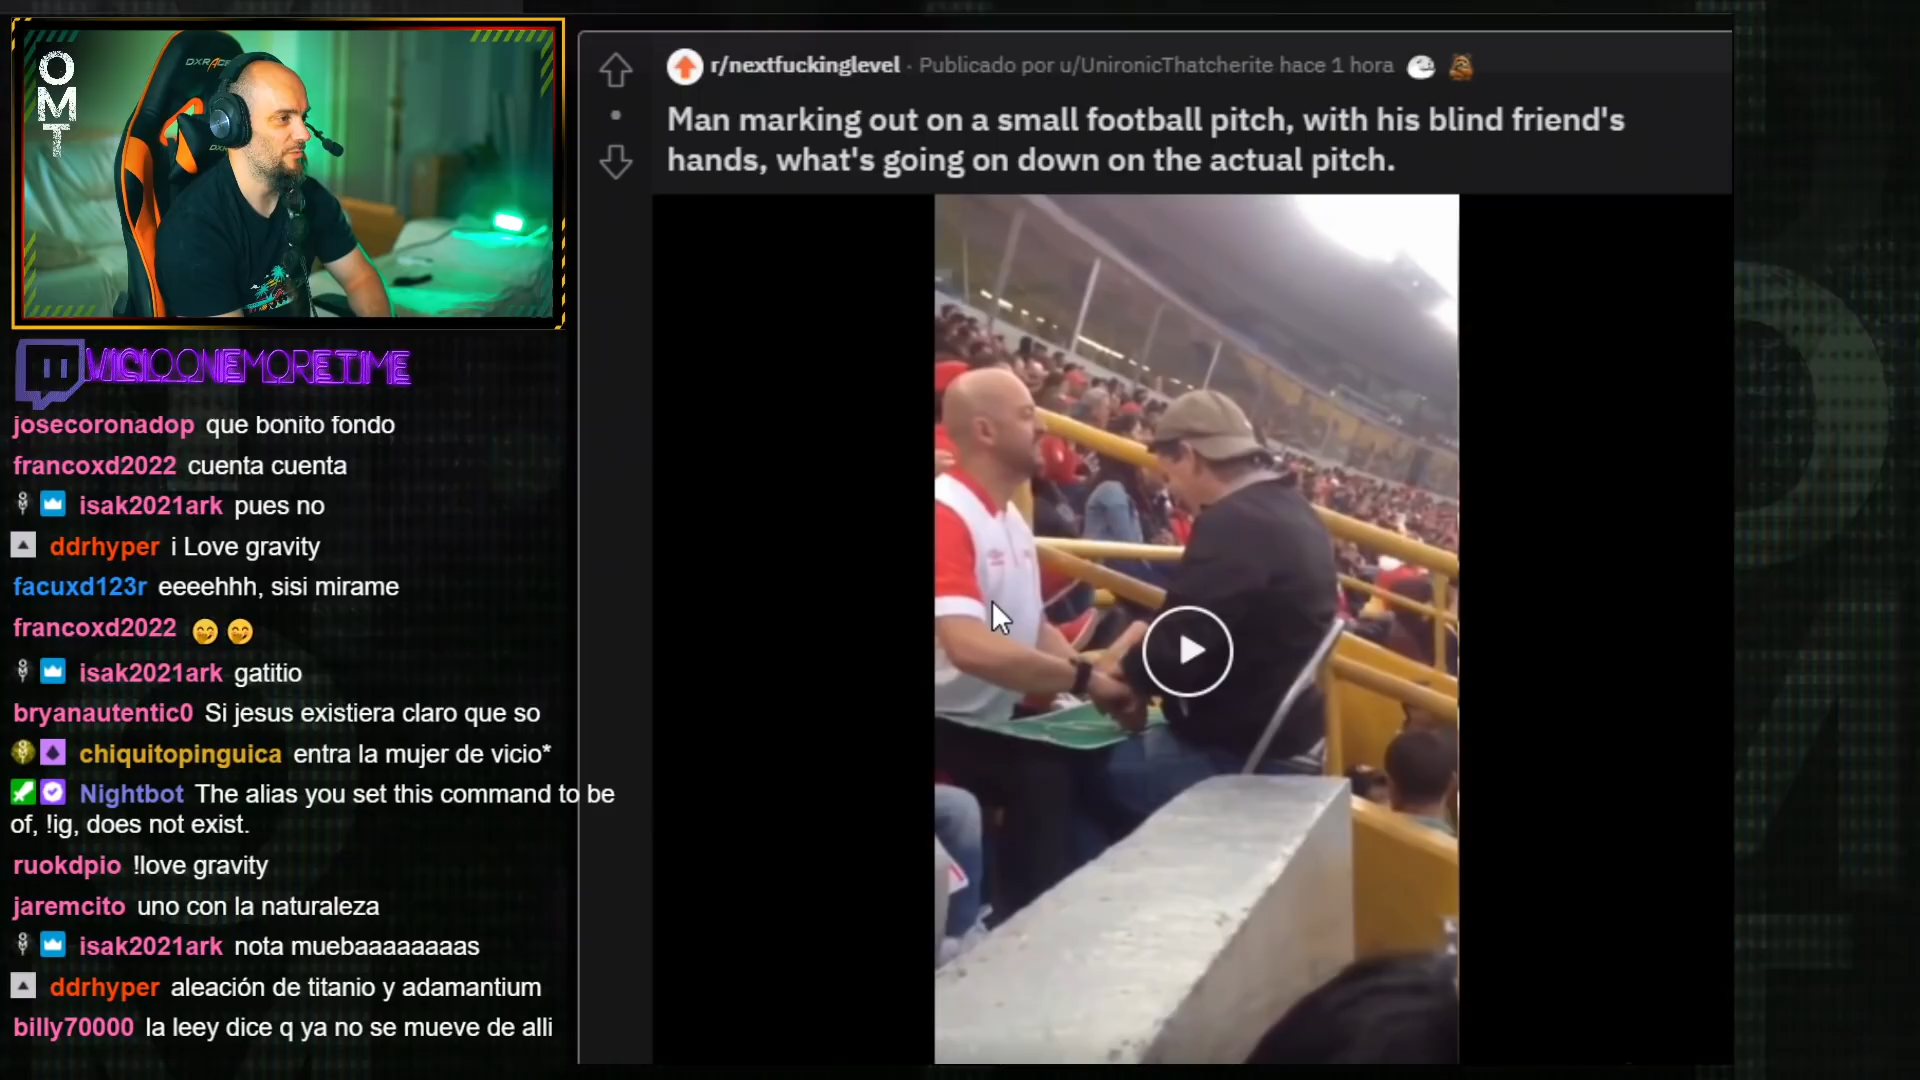 OMT
DXRACER
r/nextfuckinglevel · Publicado por u/UnironicThatcherite hace 1 hora
Man marking out on a small football pitch, with his blind friend's
hands, what's going on down on the actual pitch.
VICIOONEMORETIME
josecoronadop que bonito fondo
francoxd2022 cuenta cuenta
isak2021ark pues no
ddrhyper i Love gravity
facuxd123r eeeehhh, sisi mirame
francoxd2022
isak2021ark gatitio
bryanautentic0 Si jesus existiera claro que so
chiquitopinguica entra la mujer de vicio*
Nightbot The alias you set this command to be
of, !ig, does not exist.
ruokdpio !love gravity
jaremcito uno con la naturaleza
isak2021ark nota muebaaaaaaaas
ddrhyper aleación de titanio y adamantium
billy70000 la leey dice q ya no se mueve de alli